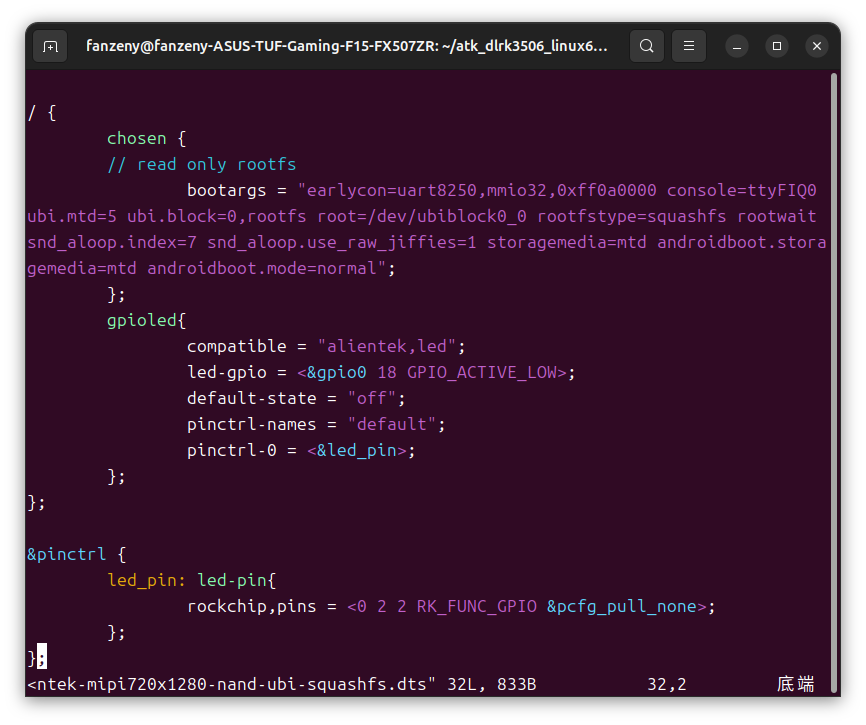 fanzeny@fanzeny-ASUS-TUF-Gaming-F15-FX507ZR: ~/atk_dlrk3506_linux6...
/ {
        chosen {
        // read only rootfs
                bootargs = "earlycon=uart8250,mmio32,0xff0a0000 console=ttyFIQ0
ubi.mtd=5 ubi.block=0,rootfs root=/dev/ubiblock0_0 rootfstype=squashfs rootwait
snd_aloop.index=7 snd_aloop.use_raw_jiffies=1 storagemedia=mtd androidboot.stora
gemedia=mtd androidboot.mode=normal";
        };
        gpioled{
                compatible = "alientek,led";
                led-gpio = <&gpio0 18 GPIO_ACTIVE_LOW>;
                default-state = "off";
                pinctrl-names = "default";
                pinctrl-0 = <&led_pin>;
        };
};

&pinctrl {
        led_pin: led-pin{
                rockchip,pins = <0 2 2 RK_FUNC_GPIO &pcfg_pull_none>;
        };
};
<ntek-mipi720x1280-nand-ubi-squashfs.dts" 32L, 833B 32,2 底端